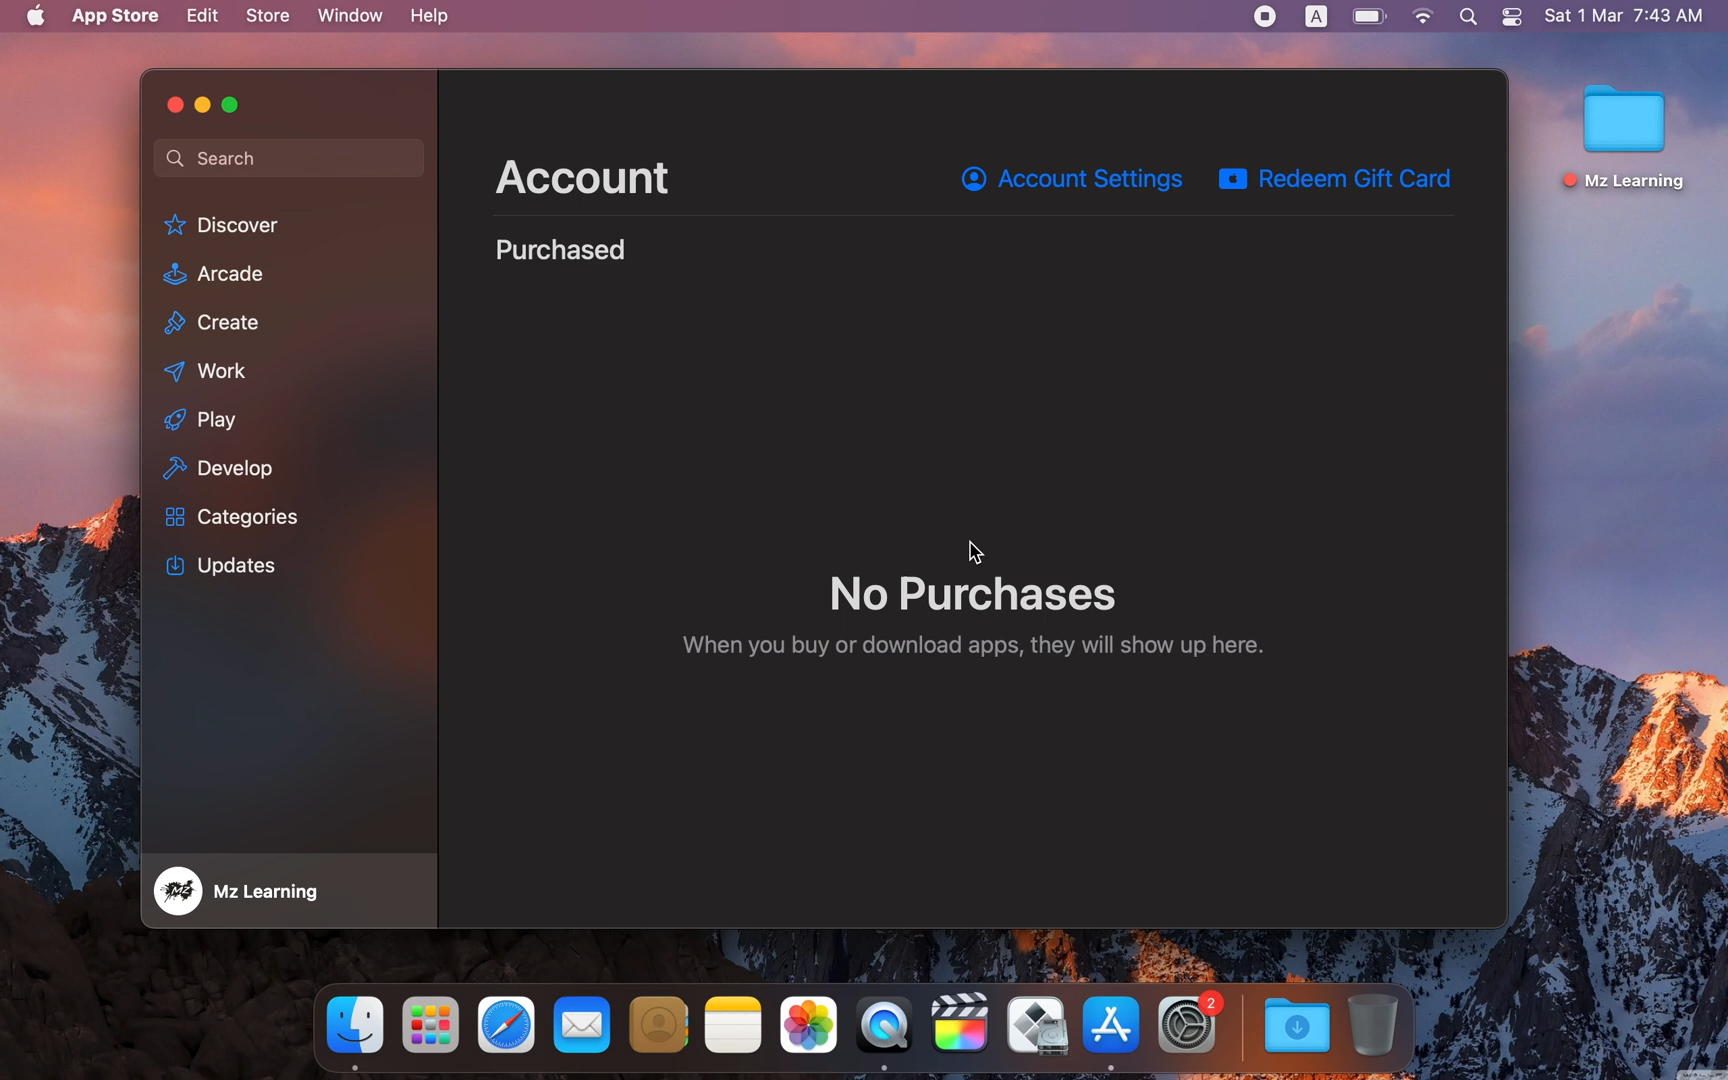 App Store Edit Store Window Help A Sat 1 Mar 7:43 AM
Search
Discover
Arcade
Create
Work
Play
Develop
Categories
Updates
MZ Mz Learning
Account Account Settings Redeem Gift Card
Purchased
No Purchases
When you buy or download apps, they will show up here.
Mz Learning
2